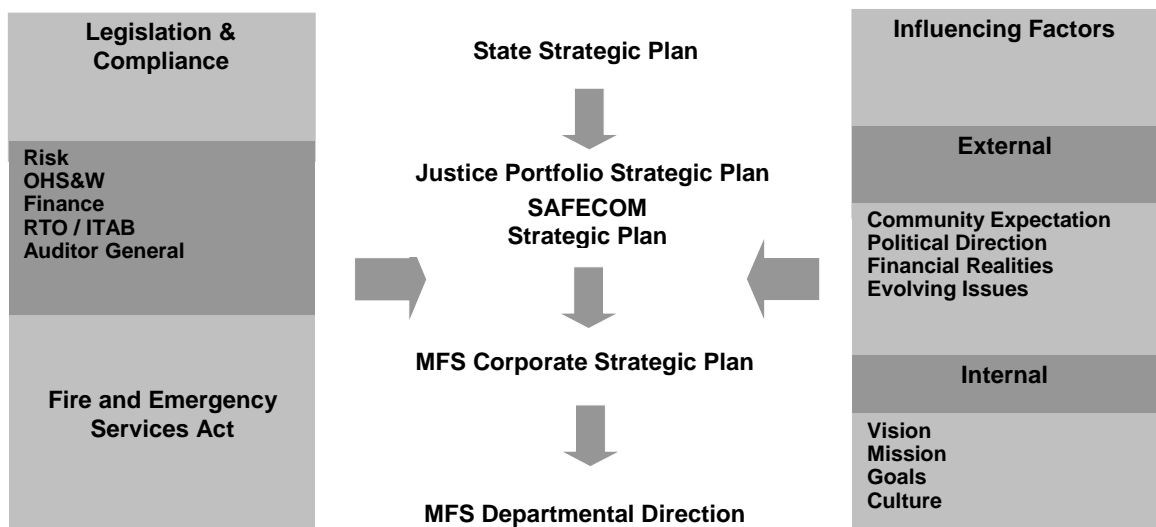 Legislation &
Compliance
Risk
OHS&W
Finance
RTO / ITAB
Auditor General
Fire and Emergency
Services Act
State Strategic Plan
Justice Portfolio Strategic Plan
SAFECOM
Strategic Plan
MFS Corporate Strategic Plan
MFS Departmental Direction
Influencing Factors
External
Community Expectation
Political Direction
Financial Realities
Evolving Issues
Internal
Vision
Mission
Goals
Culture